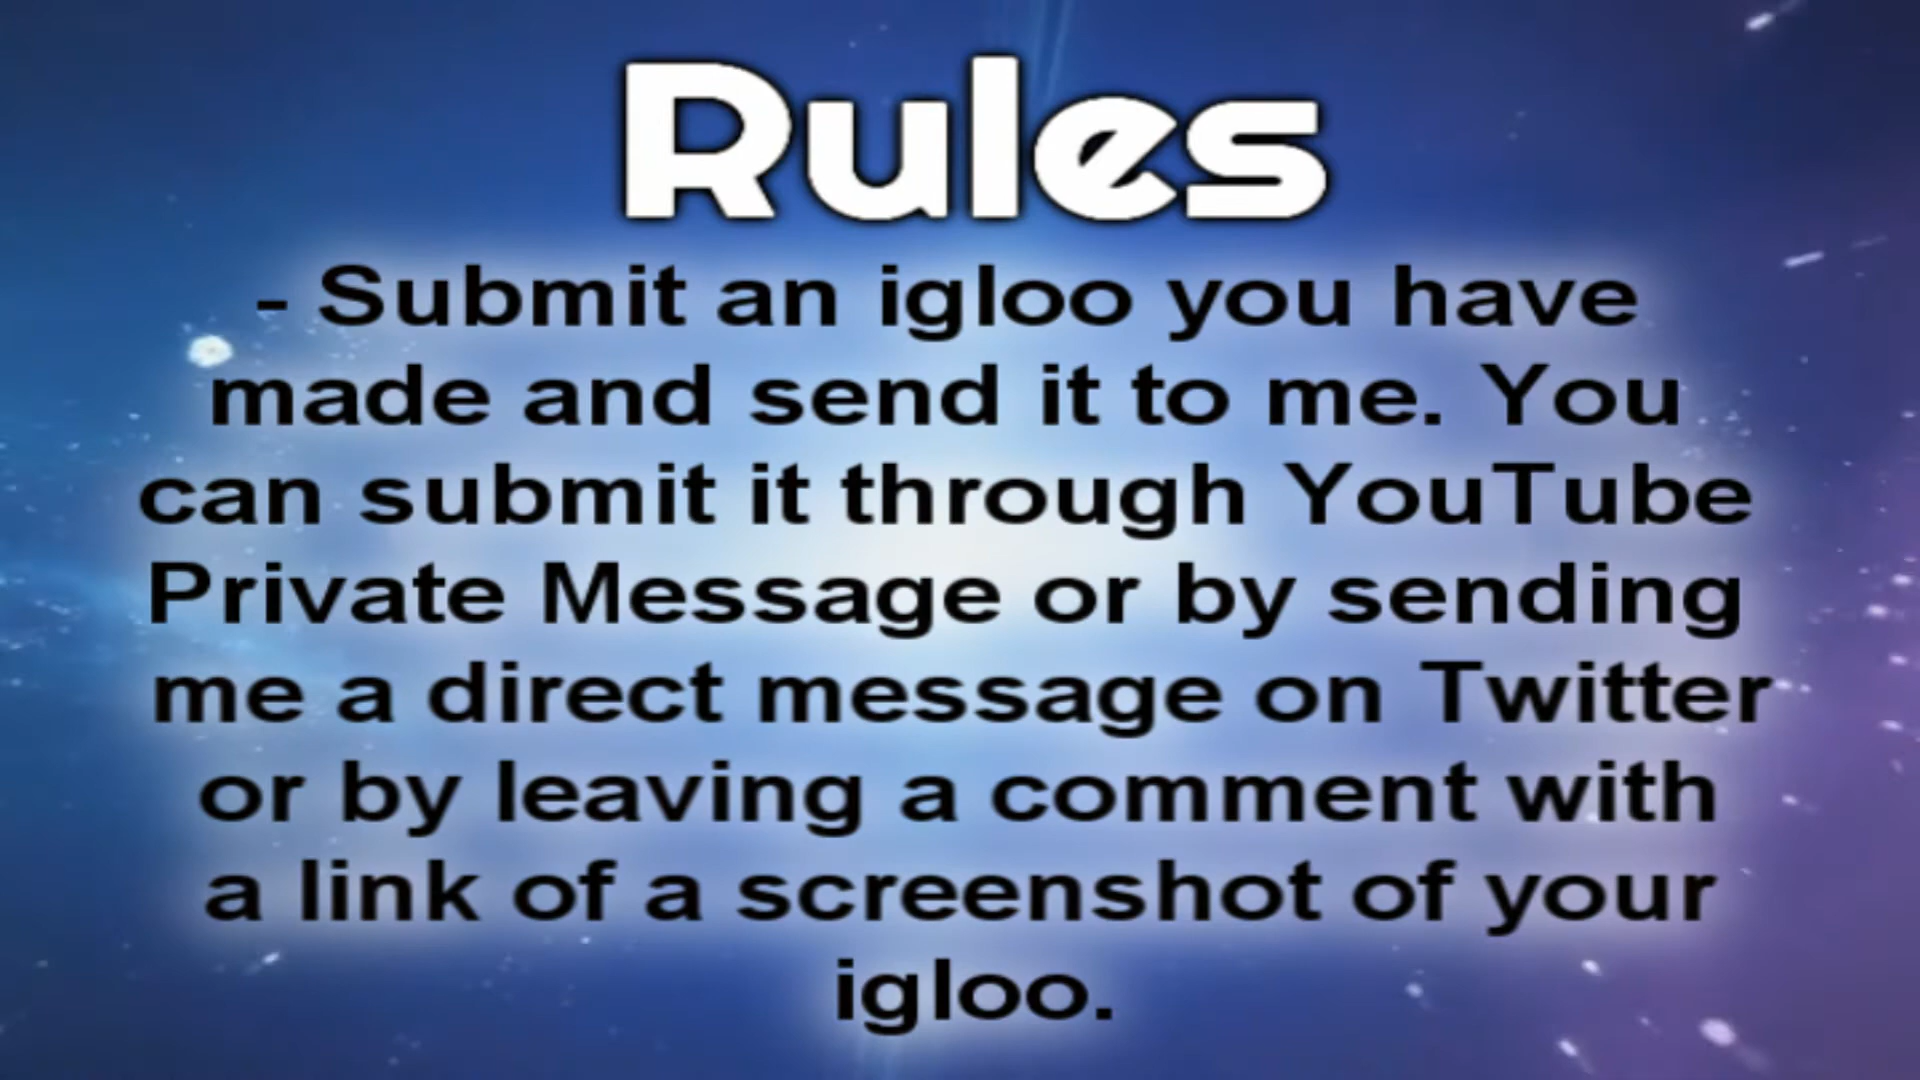 Rules
- Submit an igloo you have
made and send it to me. You
can submit it through YouTube
Private Message or by sending
me a direct message on Twitter
or by leaving a comment with
a link of a screenshot of your
igloo.